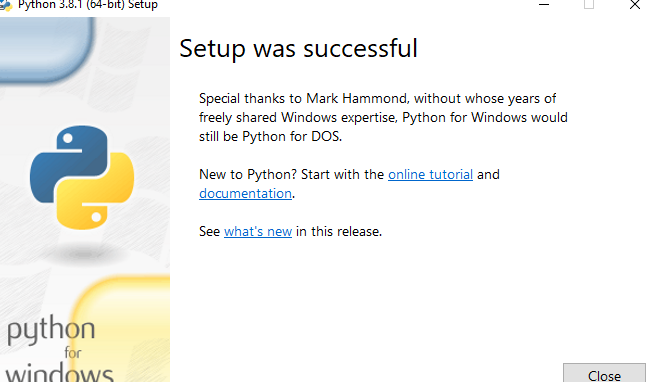 Python 3.8.1 (64-bit) Setup
Setup was successful
Special thanks to Mark Hammond, without whose years of
freely shared Windows expertise, Python for Windows would
still be Python for DOS.
New to Python? Start with the online tutorial and
documentation.
See what's new in this release.
python
for
windows
Close